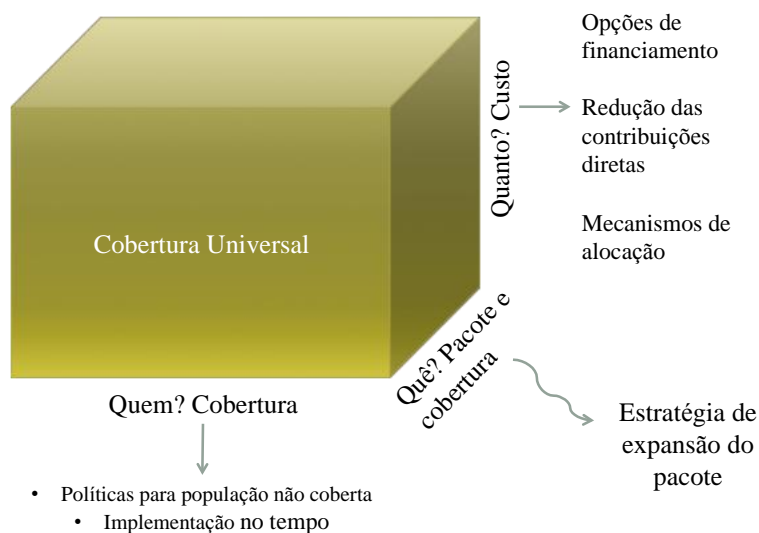 Opções de
financiamento
Redução das
contribuições
diretas
Mecanismos de
alocação
Quanto? Custo
Cobertura Universal
Quê? Pacote e
cobertura
Quem? Cobertura
Estratégia de
expansão do
pacote
• Políticas para população não coberta
• Implementação no tempo